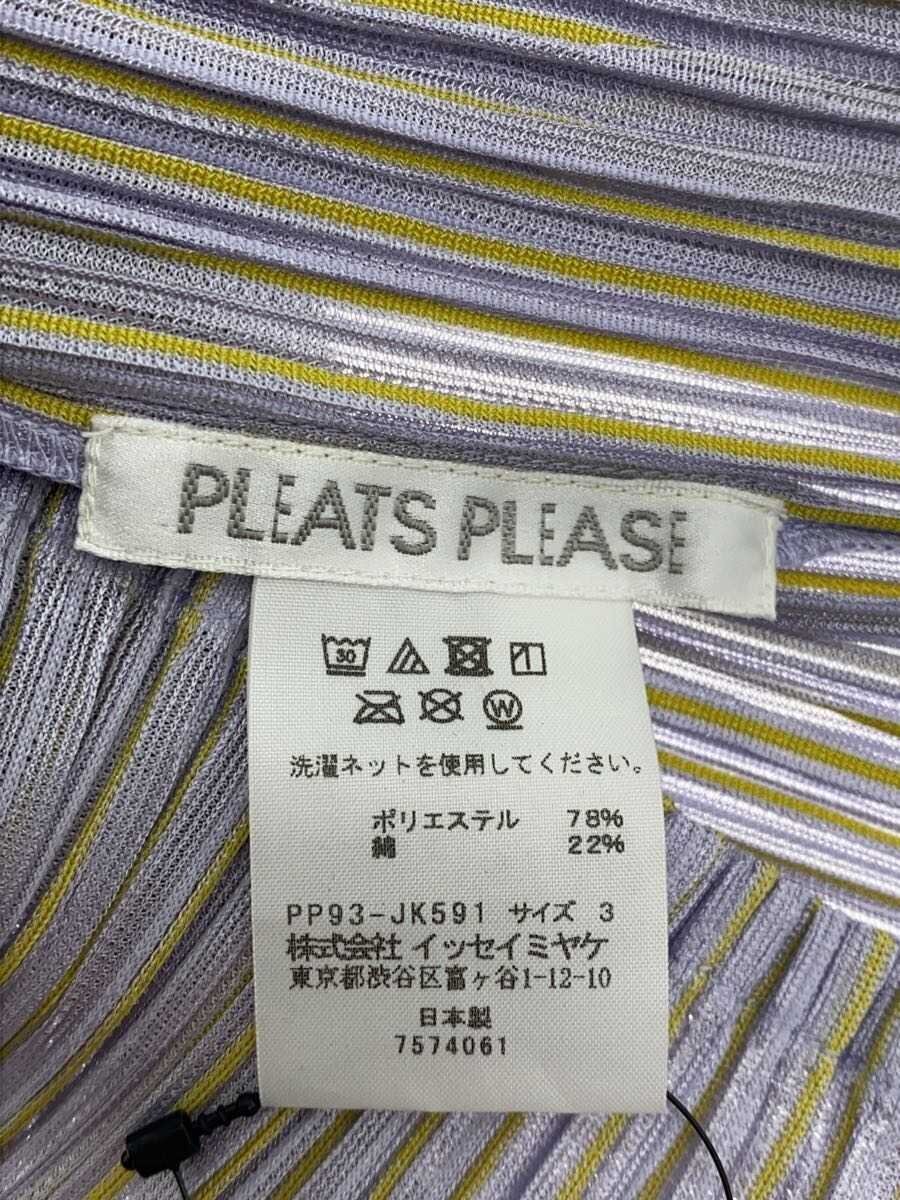 PLEATS PLEASE
30
W
洗濯ネットを使用してください。
ポリエステル 78%
綿 22%
PP93-JK591 サイズ 3
株式会社 イッセイミヤケ
東京都渋谷区富ヶ谷1-12-10
日本製
7574061